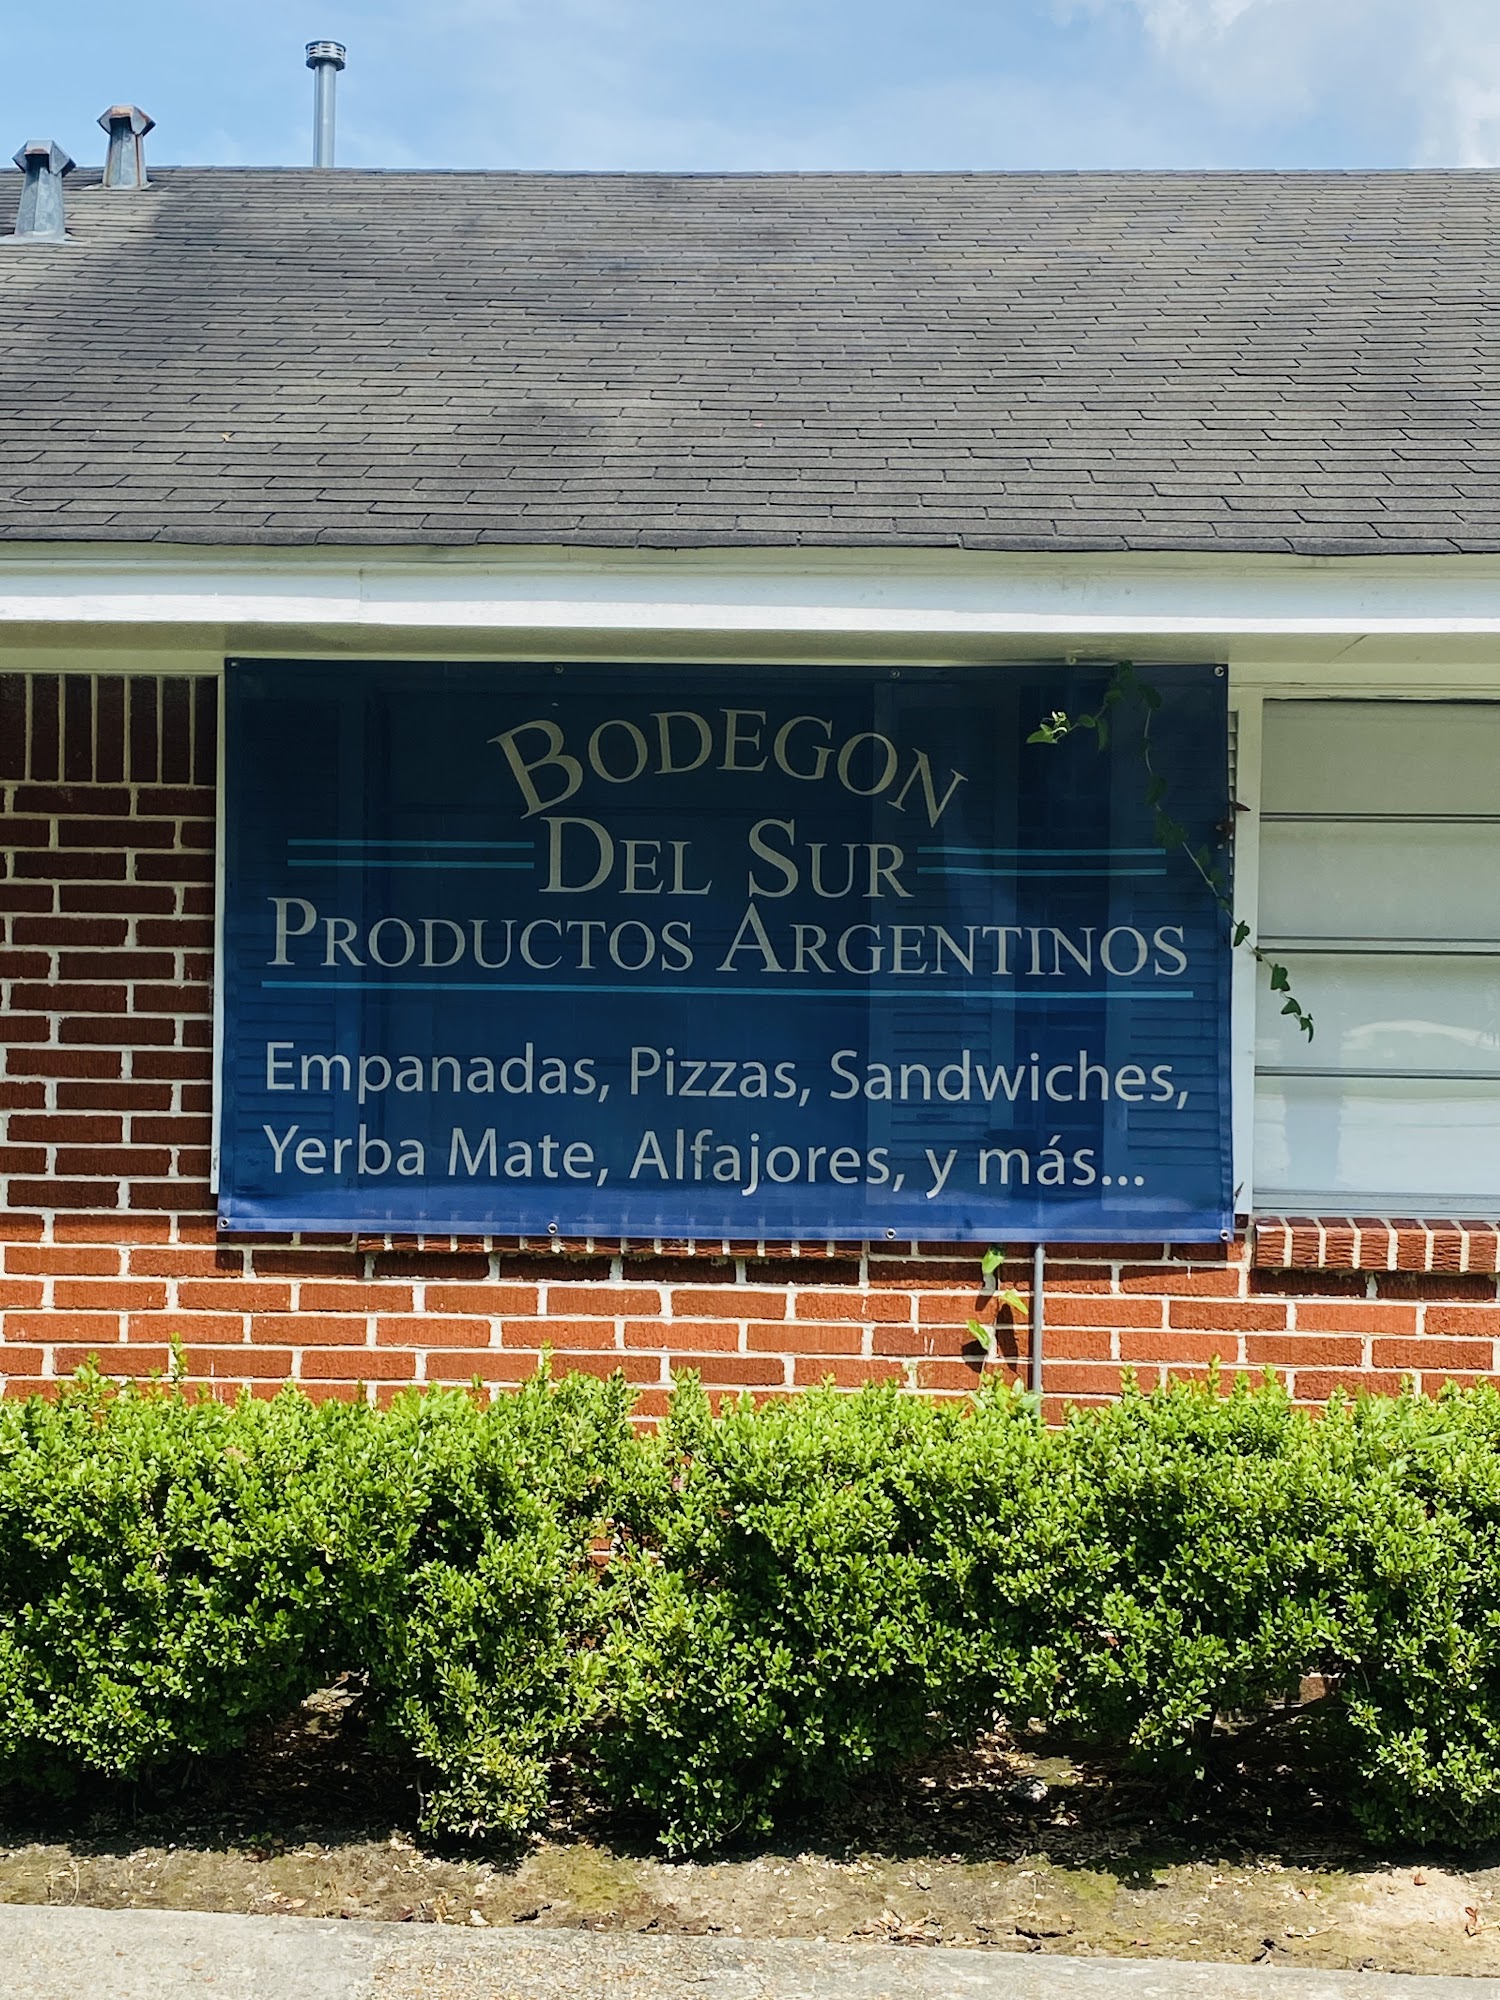 BODEGON
DEL SUR
PRODUCTOS ARGENTINOS
Empanadas, Pizzas, Sandwiches,
Yerba Mate, Alfajores, y más...